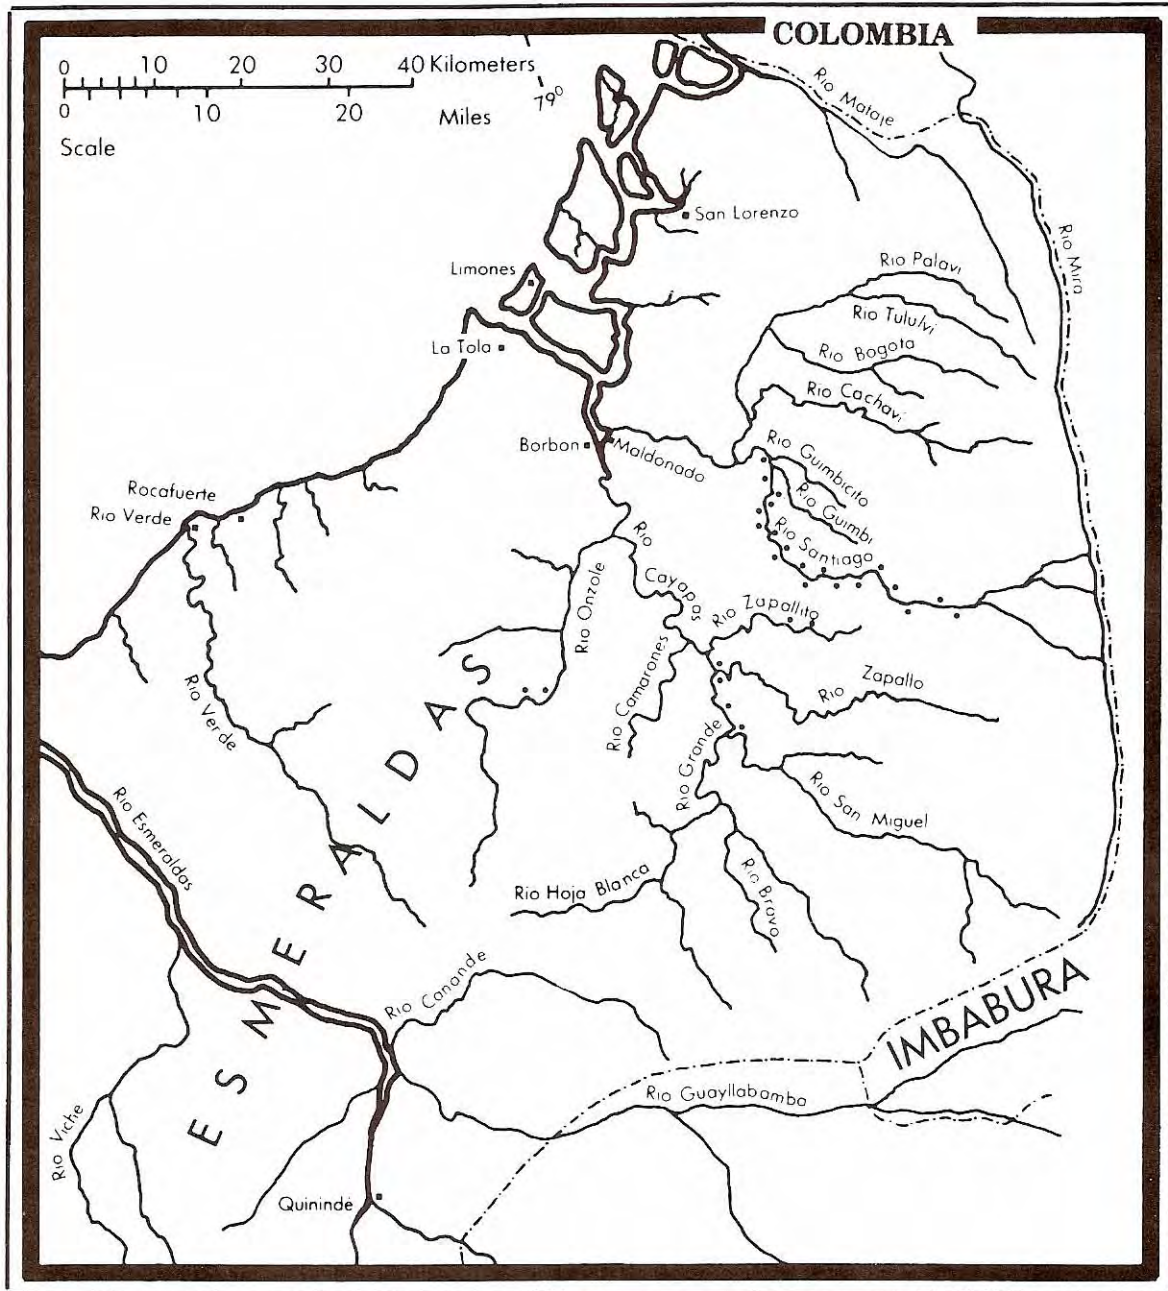 COLOMBIA
0 10 20 30 40 Kilometers
0 10 20 Miles
Scale
79⁰
Rio Mataje
San Lorenzo
Rio Mira
Rio Palavi
Limones
Rio Tululvi
La Tola
Rio Bogota
Rio Cachavi
Borbon
Maldonado
Rio Guimbicito
Rocafuerte
Rio Verde
Rio Guimbi
Rio Santiago
Rio Cayapas
Rio Onzole
Rio Zapallito
Rio Camarones
Rio Zapallo
Rio Verde
Rio Grande
Rio Esmeraldas
Rio San Miguel
ESMERALDAS
Rio Hoja Blanca
Rio Bravo
Rio Canande
IMBABURA
Rio Guayllabamba
Rio Viche
Quinindé